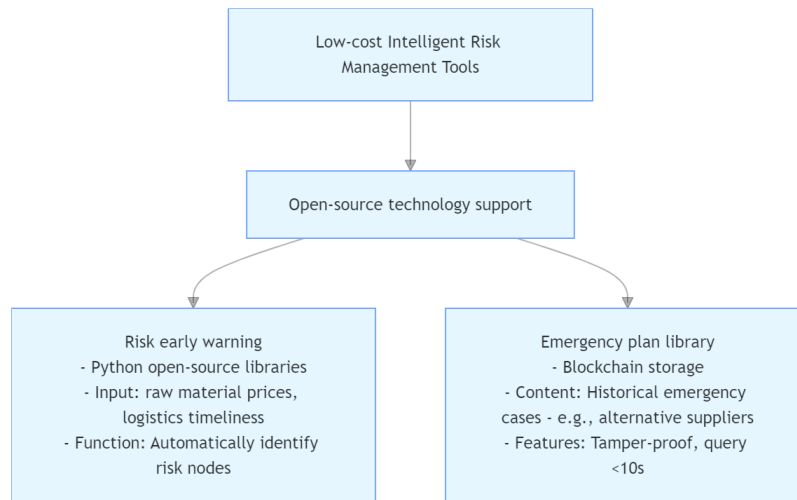 Low-cost Intelligent Risk
Management Tools
Open-source technology support
Risk early warning
- Python open-source libraries
- Input: raw material prices,
logistics timeliness
- Function: Automatically identify
risk nodes
Emergency plan library
- Blockchain storage
- Content: Historical emergency
cases - e.g., alternative suppliers
- Features: Tamper-proof, query
<10s